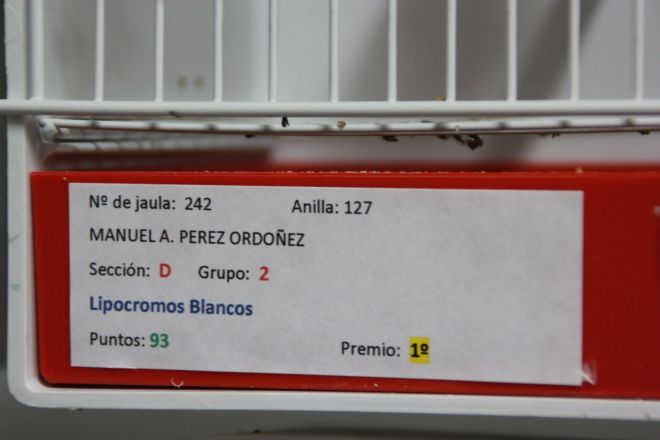 Nº de jaula: 242 Anilla: 127
MANUEL A. PEREZ ORDOÑEZ
Sección: D Grupo: 2
Lipocromos Blancos
Puntos: 93
Premio: 1º